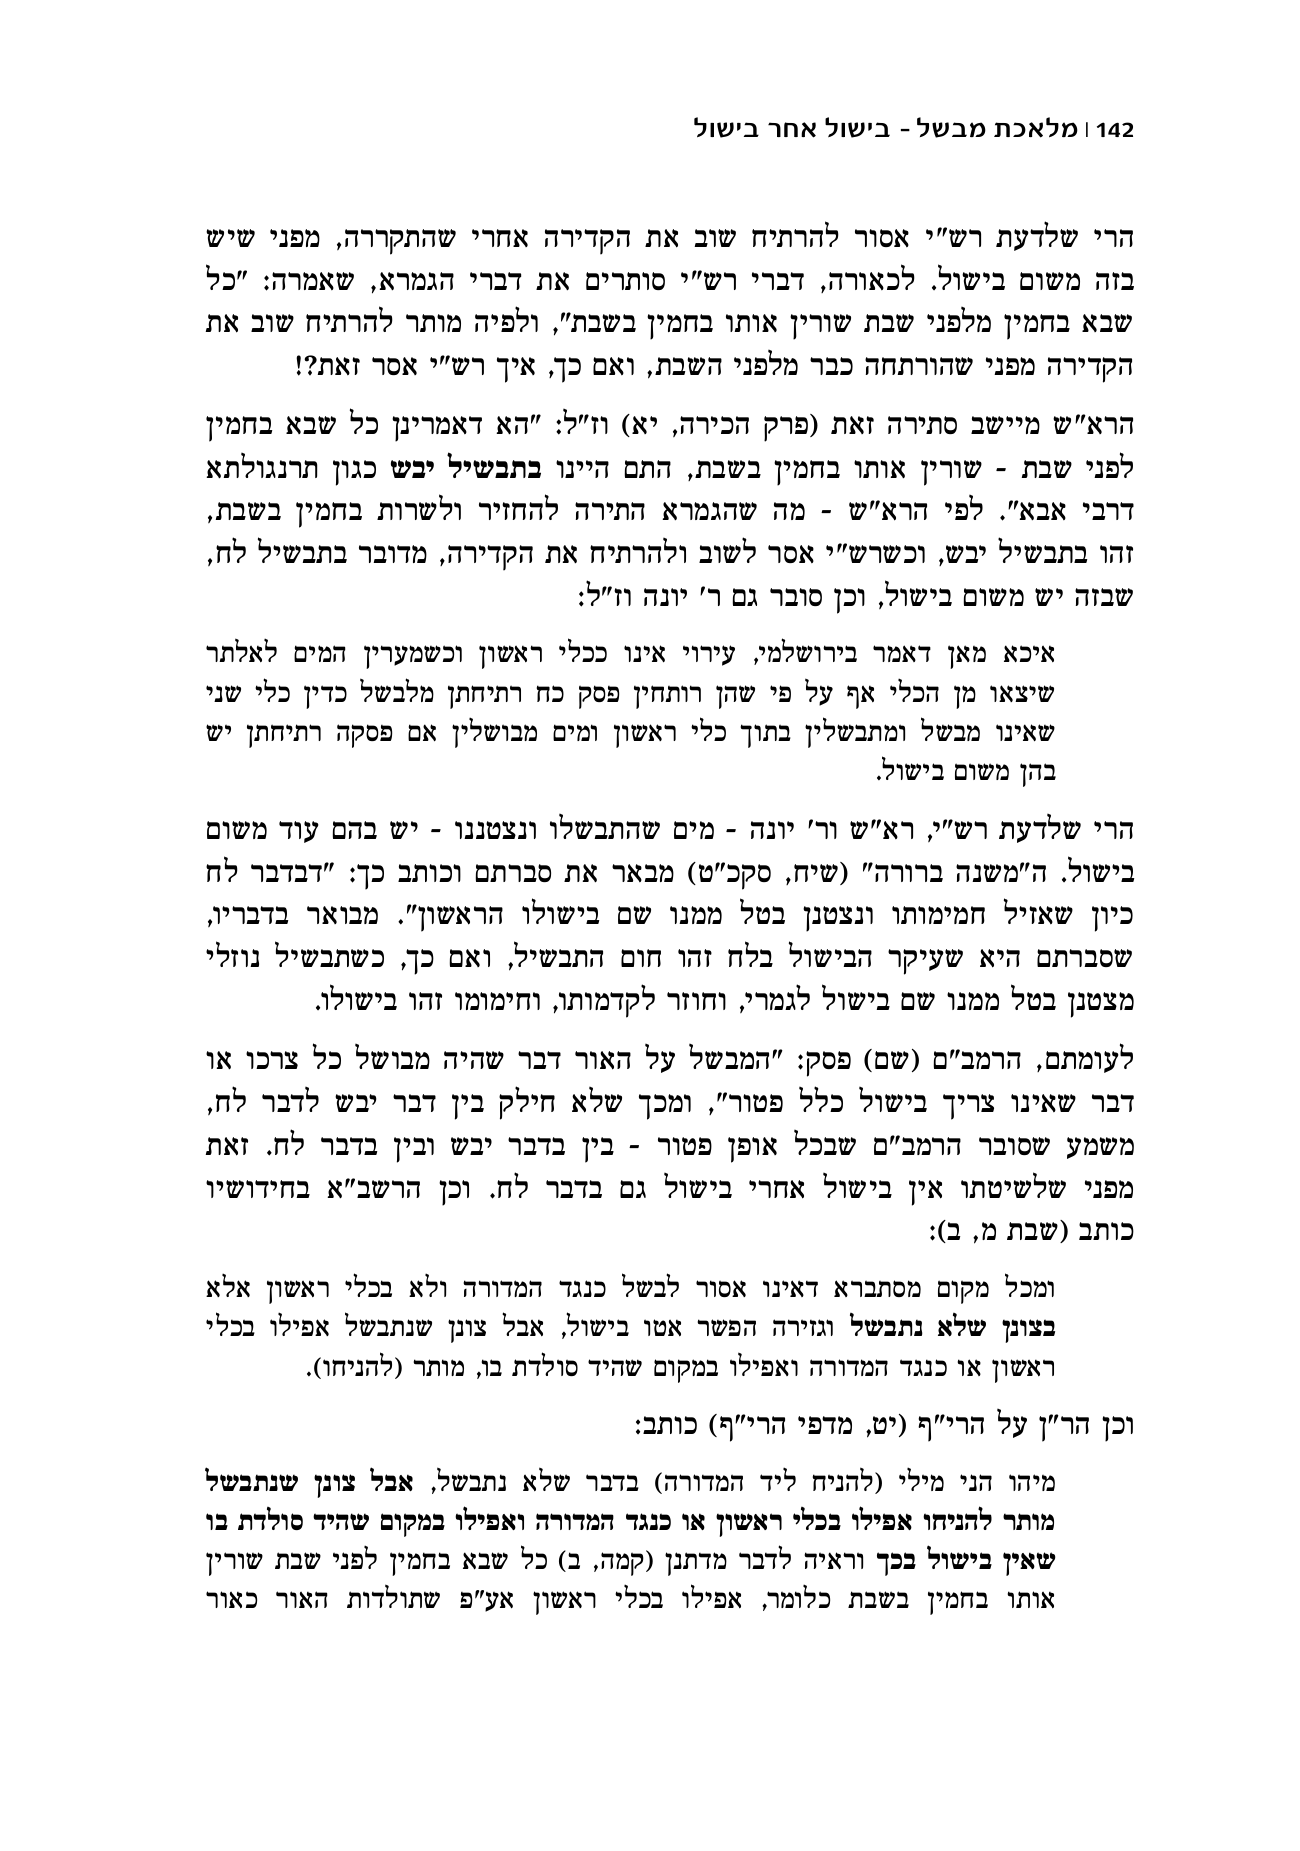 142 | מלאכת מבשל - בישול אחר בישול
הרי שלדעת רש"י אסור להרתיח שוב את הקדירה אחרי שהתקררה, מפני שיש
בזה משום בישול. לכאורה, דברי רש"י סותרים את דברי הגמרא, שאמרה: "כל
שבא בחמין מלפני שבת שורין אותו בחמין בשבת", ולפיה מותר להרתיח שוב את
הקדירה מפני שהורתחה כבר מלפני השבת, ואם כך, איך רש"י אסר זאת?!
הרא"ש מיישב סתירה זאת (פרק הכירה, יא) וז"ל: "הא דאמרינן כל שבא בחמין
לפני שבת - שורין אותו בחמין בשבת, התם היינו בתבשיל יבש כגון תרנגולתא
דרבי אבא". לפי הרא"ש - מה שהגמרא התירה להחזיר ולשרות בחמין בשבת,
זהו בתבשיל יבש, וכשרש"י אסר לשוב ולהרתיח את הקדירה, מדובר בתבשיל לח,
שבזה יש משום בישול, וכן סובר גם ר' יונה וז"ל:
איכא מאן דאמר בירושלמי, עירוי אינו ככלי ראשון וכשמערין המים לאלתר
שיצאו מן הכלי אף על פי שהן רותחין פסק כח רתיחתן מלבשל כדין כלי שני
שאינו מבשל ומתבשלין בתוך כלי ראשון ומים מבושלין אם פסקה רתיחתן יש
בהן משום בישול.
הרי שלדעת רש"י, רא"ש ור' יונה - מים שהתבשלו ונצטננו - יש בהם עוד משום
בישול. ה"משנה ברורה" (שיח, סקכ"ט) מבאר את סברתם וכותב כך: "דבדבר לח
כיון שאזיל חמימותו ונצטנן בטל ממנו שם בישולו הראשון". מבואר בדבריו,
שסברתם היא שעיקר הבישול בלח זהו חום התבשיל, ואם כך, כשתבשיל נוזלי
מצטנן בטל ממנו שם בישול לגמרי, וחוזר לקדמותו, וחימומו זהו בישולו.
לעומתם, הרמב"ם (שם) פסק: "המבשל על האור דבר שהיה מבושל כל צרכו או
דבר שאינו צריך בישול כלל פטור", ומכך שלא חילק בין דבר יבש לדבר לח,
משמע שסובר הרמב"ם שבכל אופן פטור - בין בדבר יבש ובין בדבר לח. זאת
מפני שלשיטתו אין בישול אחרי בישול גם בדבר לח. וכן הרשב"א בחידושיו
כותב (שבת מ, ב):
ומכל מקום מסתברא דאינו אסור לבשל כנגד המדורה ולא בכלי ראשון אלא
בצונן שלא נתבשל וגזירה הפשר אטו בישול, אבל צונן שנתבשל אפילו בכלי
ראשון או כנגד המדורה ואפילו במקום שהיד סולדת בו, מותר (להניחו).
וכן הר"ן על הרי"ף (יט, מדפי הרי"ף) כותב:
מיהו הני מילי (להניח ליד המדורה) בדבר שלא נתבשל, אבל צונן שנתבשל
מותר להניחו אפילו בכלי ראשון או כנגד המדורה ואפילו במקום שהיד סולדת בו
שאין בישול בכך וראיה לדבר מדתנן (קמה, ב) כל שבא בחמין לפני שבת שורין
אותו בחמין בשבת כלומר, אפילו בכלי ראשון אע"פ שתולדות האור כאור